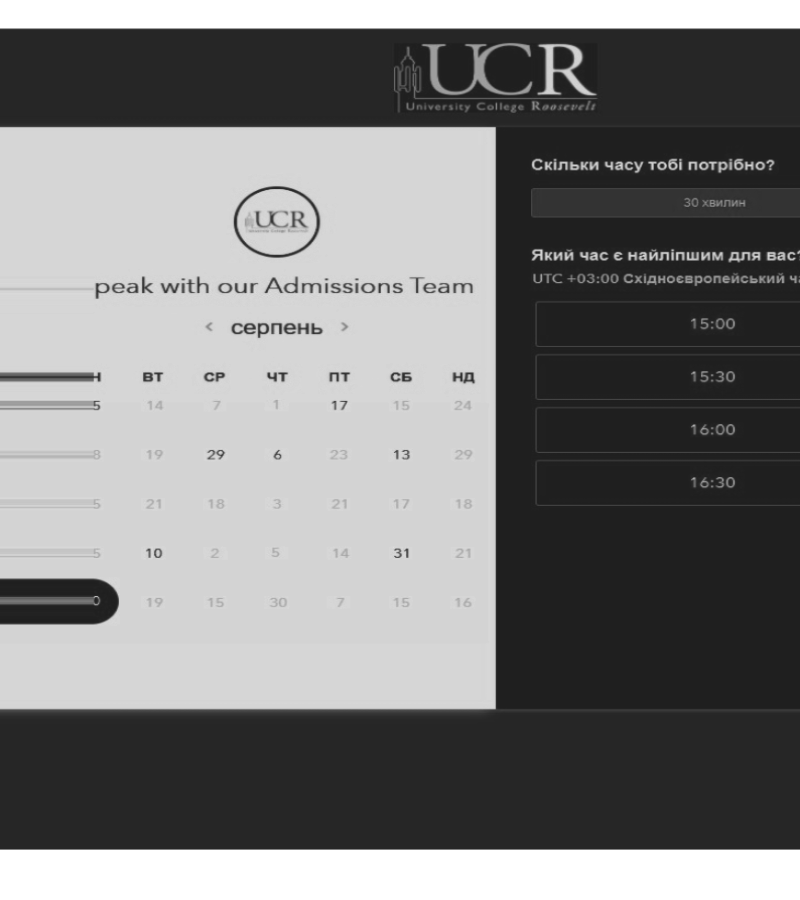 UCR
University College Roosevelt
UCR
peak with our Admissions Team
‹ серпень ›
Н ВТ СР ЧТ ПТ СБ НД
5 14 7 1 17 15 24
8 19 29 6 23 13 29
5 21 18 3 21 17 18
5 10 2 5 14 31 21
0 19 15 30 7 15 16
Скільки часу тобі потрібно?
30 хвилин
Який час є найліпшим для вас?
UTC +03:00 Східноєвропейський ча
15:00
15:30
16:00
16:30